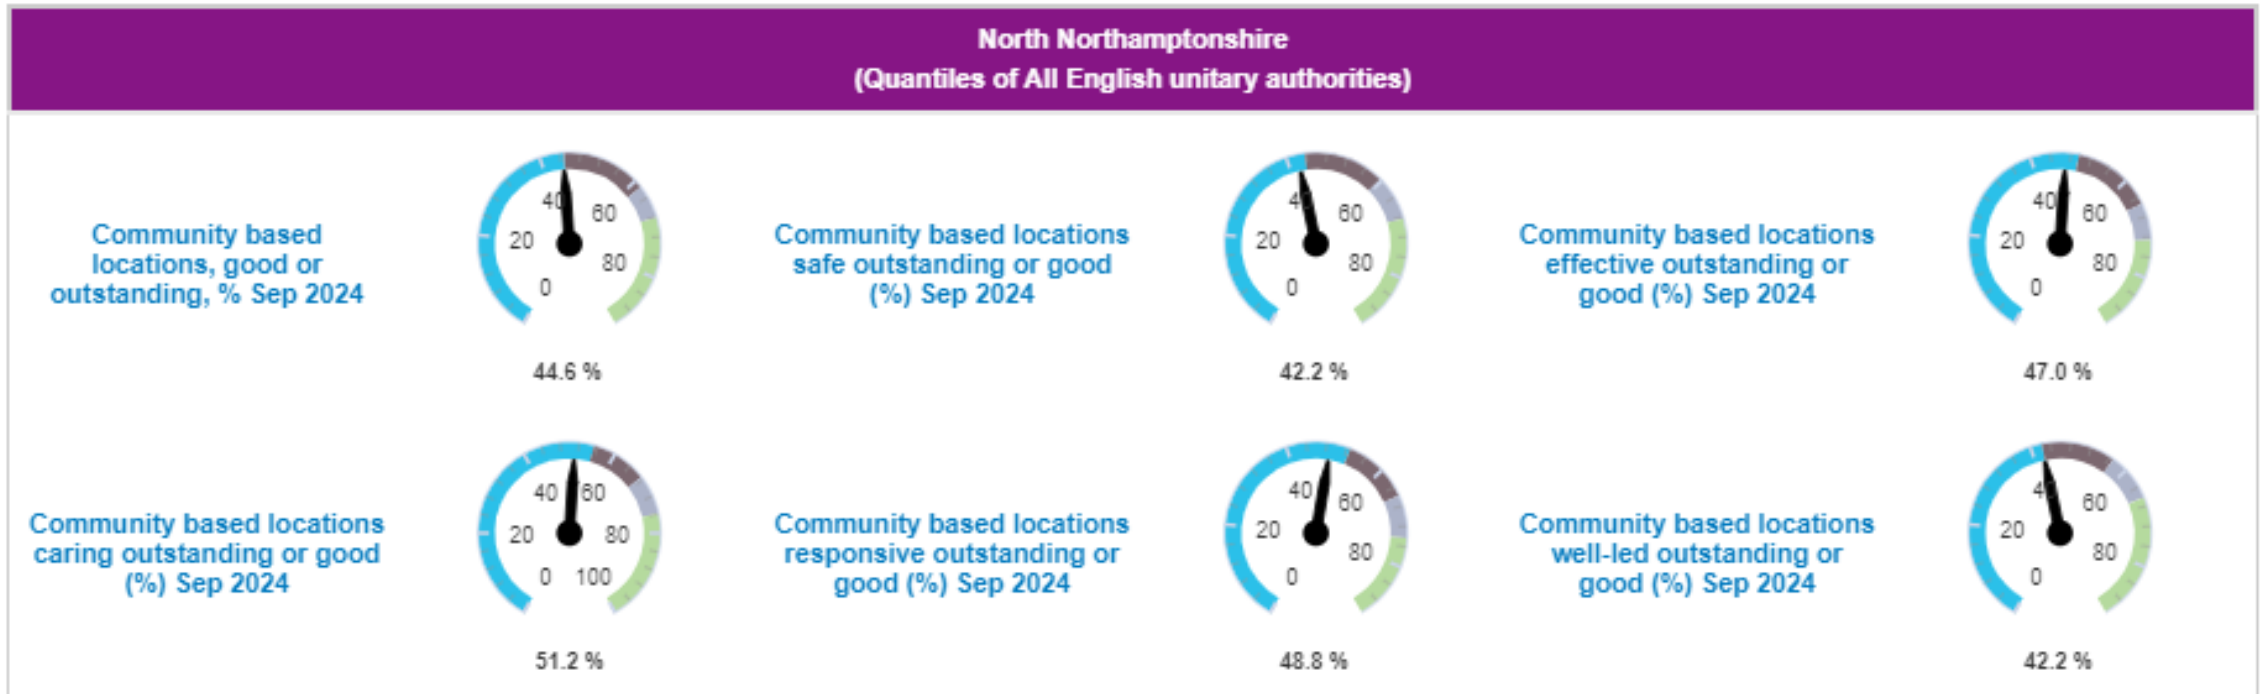 North Northamptonshire
(Quantiles of All English unitary authorities)
Community based
locations, good or
outstanding, % Sep 2024
0
20
40
60
80
44.6 %
Community based locations
safe outstanding or good
(%) Sep 2024
0
20
40
60
80
42.2 %
Community based locations
effective outstanding or
good (%) Sep 2024
0
20
40
60
80
47.0 %
Community based locations
caring outstanding or good
(%) Sep 2024
0
20
40
60
80
100
51.2 %
Community based locations
responsive outstanding or
good (%) Sep 2024
0
20
40
60
80
48.8 %
Community based locations
well-led outstanding or
good (%) Sep 2024
0
20
40
60
80
42.2 %